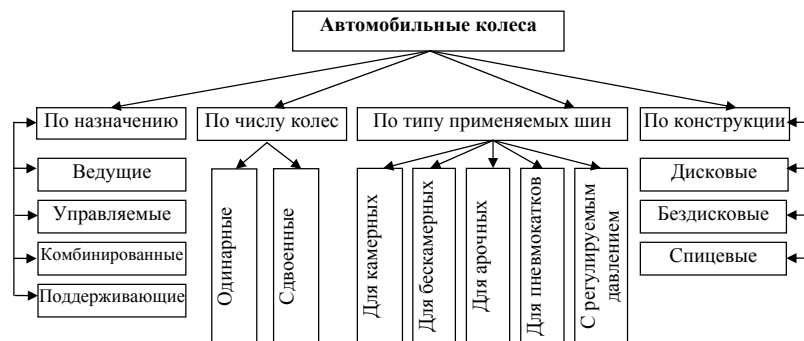 Автомобильные колеса
По назначению
По числу колес
По типу применяемых шин
По конструкции
Ведущие
Управляемые
Комбинированные
Поддерживающие
Одинарные
Сдвоенные
Для камерных
Для бескамерных
Для арочных
Для пневмокатков
С регулируемым
давлением
Дисковые
Бездисковые
Спицевые